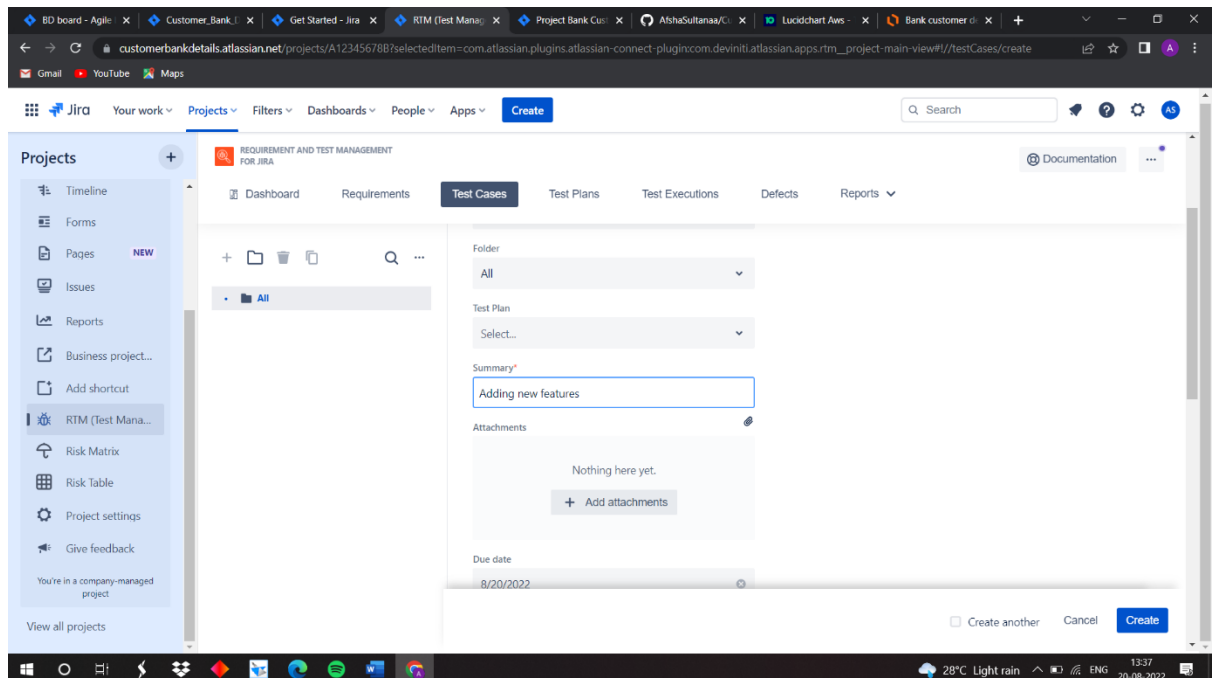 BD board - Agile
Customer_Bank_D
Get Started - Jira
RTM (Test Manag
Project Bank Cust
AfshaSultanaa/Cu
Lucidchart Aws -
Bank customer de
customerbankdetails.atlassian.net/projects/A12345678B?selectedItem=com.atlassian.plugins.atlassian-connect-plugin:com.deviniti.atlassian.apps.rtm__project-main-view#!/testCases/create
A
Gmail YouTube Maps
Jira Your work Projects Filters Dashboards People Apps Create Search AS
Projects
REQUIREMENT AND TEST MANAGEMENT
FOR JIRA
Documentation
Dashboard Requirements Test Cases Test Plans Test Executions Defects Reports
Timeline
Forms
Pages NEW
Issues
Reports
Business project...
Add shortcut
RTM (Test Mana...
Risk Matrix
Risk Table
Project settings
Give feedback
You're in a company-managed
project
View all projects
All
Folder
All
Test Plan
Select...
Summary*
Adding new features
Attachments
Nothing here yet.
+ Add attachments
Due date
8/20/2022
Create another Cancel Create
28°C Light rain ENG 13:37
20-08-2022